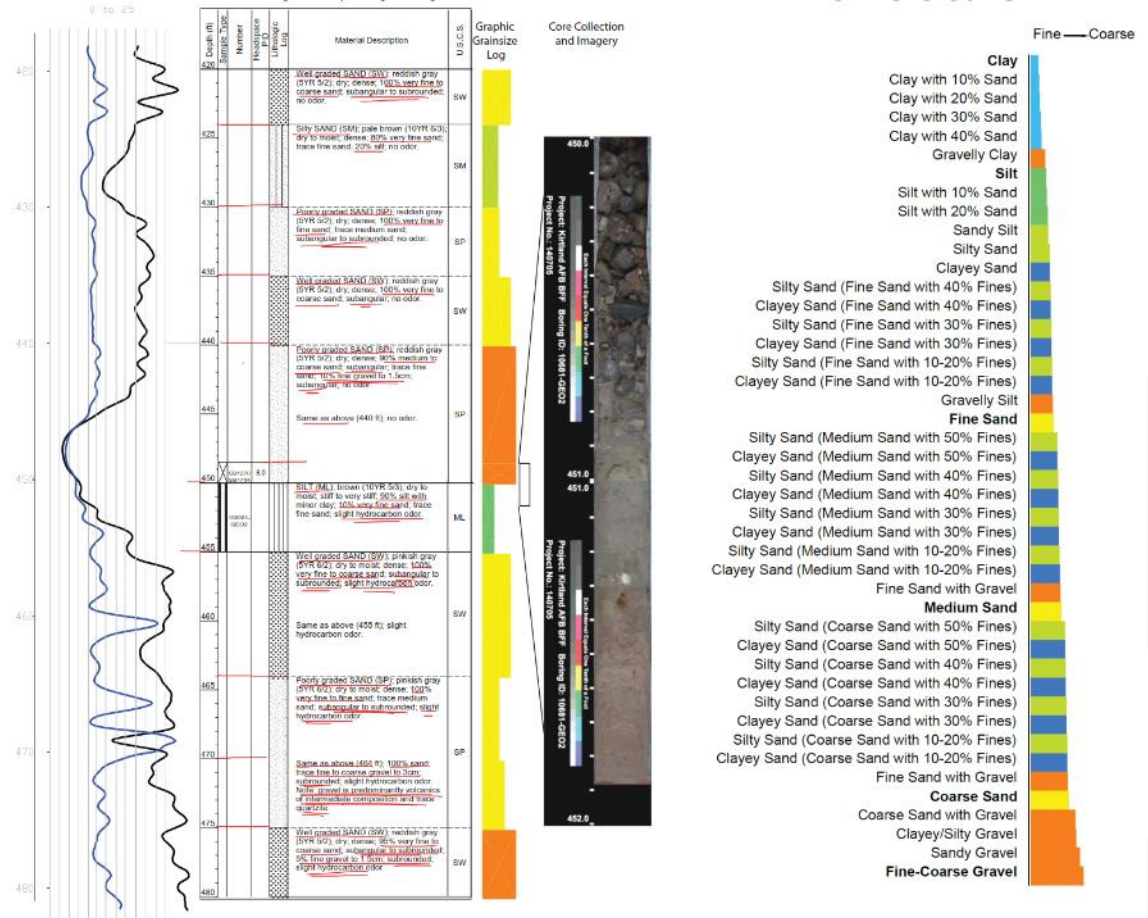 0 to 25
420
430
440
450
460
470
480
Depth (ft)
Sample Type
Number
Headspace
PID
Lithologic
Log
Material Description
U.S.C.S.
Graphic
Grainsize
Log
420
425
430
435
440
445
450
455
460
465
470
475
480
8.0
Well graded SAND (SW); reddish gray
(5YR 5/2); dry; dense; 100% very fine to
coarse sand; subangular to subrounded;
no odor.
SW
Silty SAND (SM); pale brown (10YR 6/3);
dry to moist; dense; 80% very fine sand;
trace fine sand; 20% silt; no odor.
SM
Poorly graded SAND (SP); reddish gray
(5YR 5/2); dry; dense; 100% very fine to
fine sand; trace medium sand;
subangular to subrounded; no odor.
SP
Well graded SAND (SW); reddish gray
(5YR 5/2); dry; dense; 100% very fine to
coarse sand; subangular; no odor.
SW
Poorly graded SAND (SP); reddish gray
(5YR 5/2); dry; dense; 90% medium to
coarse sand; subangular; trace fine
sand; 10% fine gravel to 1.5cm;
subangular; no odor
Same as above (440 ft); no odor.
SP
SILT (ML); brown (10YR 5/3); dry to
moist; stiff to very stiff; 90% silt with
minor clay; 10% very fine sand; trace
fine sand; slight hydrocarbon odor.
ML
Well graded SAND (SW); pinkish gray
(5YR 6/2); dry to moist; dense; 100%
very fine to coarse sand; subangular to
subrounded; slight hydrocarbon odor.
Same as above (455 ft); slight
hydrocarbon odor.
SW
Poorly graded SAND (SP); pinkish gray
(5YR 6/2); dry to moist; dense; 100%
very fine to fine sand; trace medium
sand; subangular to subrounded; slight
hydrocarbon odor.
Same as above (464 ft); 100% sand;
trace fine to coarse gravel to 3cm;
subrounded; slight hydrocarbon odor.
Note: gravel is predominantly volcanics
of intermediate composition and trace
quartzite.
SP
Well graded SAND (SW); reddish gray
(5YR 5/2); dry; dense; 95% very fine to
coarse sand; subangular to subrounded;
5% fine gravel to 1.5cm; subrounded;
slight hydrocarbon odor.
SW
Core Collection
and Imagery
450.0
Each Interval Equals One Tenth of a Foot
Project: Kirtland AFB BFF Boring ID: 10681-GEO2
Project No.: 140705
451.0
451.0
Each Interval Equals One Tenth of a Foot
Project: Kirtland AFB BFF Boring ID: 10681-GEO2
Project No.: 140705
452.0
Fine Coarse
Clay
Clay with 10% Sand
Clay with 20% Sand
Clay with 30% Sand
Clay with 40% Sand
Gravelly Clay
Silt
Silt with 10% Sand
Silt with 20% Sand
Sandy Silt
Silty Sand
Clayey Sand
Silty Sand (Fine Sand with 40% Fines)
Clayey Sand (Fine Sand with 40% Fines)
Silty Sand (Fine Sand with 30% Fines)
Clayey Sand (Fine Sand with 30% Fines)
Silty Sand (Fine Sand with 10-20% Fines)
Clayey Sand (Fine Sand with 10-20% Fines)
Gravelly Silt
Fine Sand
Silty Sand (Medium Sand with 50% Fines)
Clayey Sand (Medium Sand with 50% Fines)
Silty Sand (Medium Sand with 40% Fines)
Clayey Sand (Medium Sand with 40% Fines)
Silty Sand (Medium Sand with 30% Fines)
Clayey Sand (Medium Sand with 30% Fines)
Silty Sand (Medium Sand with 10-20% Fines)
Clayey Sand (Medium Sand with 10-20% Fines)
Fine Sand with Gravel
Medium Sand
Silty Sand (Coarse Sand with 50% Fines)
Clayey Sand (Coarse Sand with 50% Fines)
Silty Sand (Coarse Sand with 40% Fines)
Clayey Sand (Coarse Sand with 40% Fines)
Silty Sand (Coarse Sand with 30% Fines)
Clayey Sand (Coarse Sand with 30% Fines)
Silty Sand (Coarse Sand with 10-20% Fines)
Clayey Sand (Coarse Sand with 10-20% Fines)
Fine Sand with Gravel
Coarse Sand
Coarse Sand with Gravel
Clayey/Silty Gravel
Sandy Gravel
Fine-Coarse Gravel